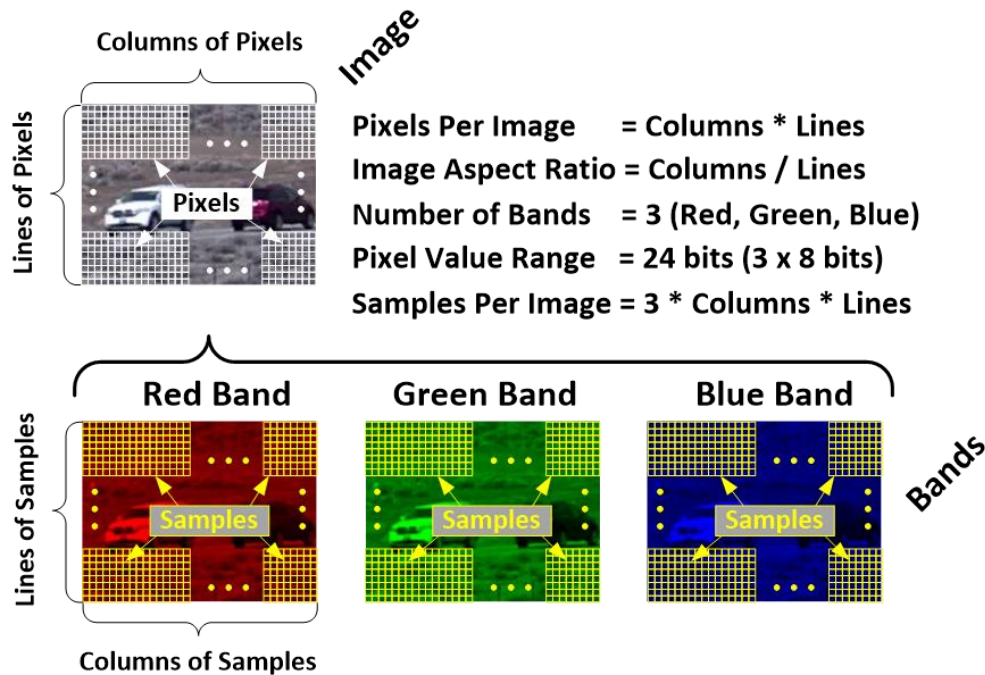 Columns of Pixels
Image
Lines of Pixels
Pixels
Pixels Per Image = Columns * Lines
Image Aspect Ratio = Columns / Lines
Number of Bands = 3 (Red, Green, Blue)
Pixel Value Range = 24 bits (3 x 8 bits)
Samples Per Image = 3 * Columns * Lines
Red Band
Green Band
Blue Band
Lines of Samples
Samples
Samples
Samples
Bands
Columns of Samples